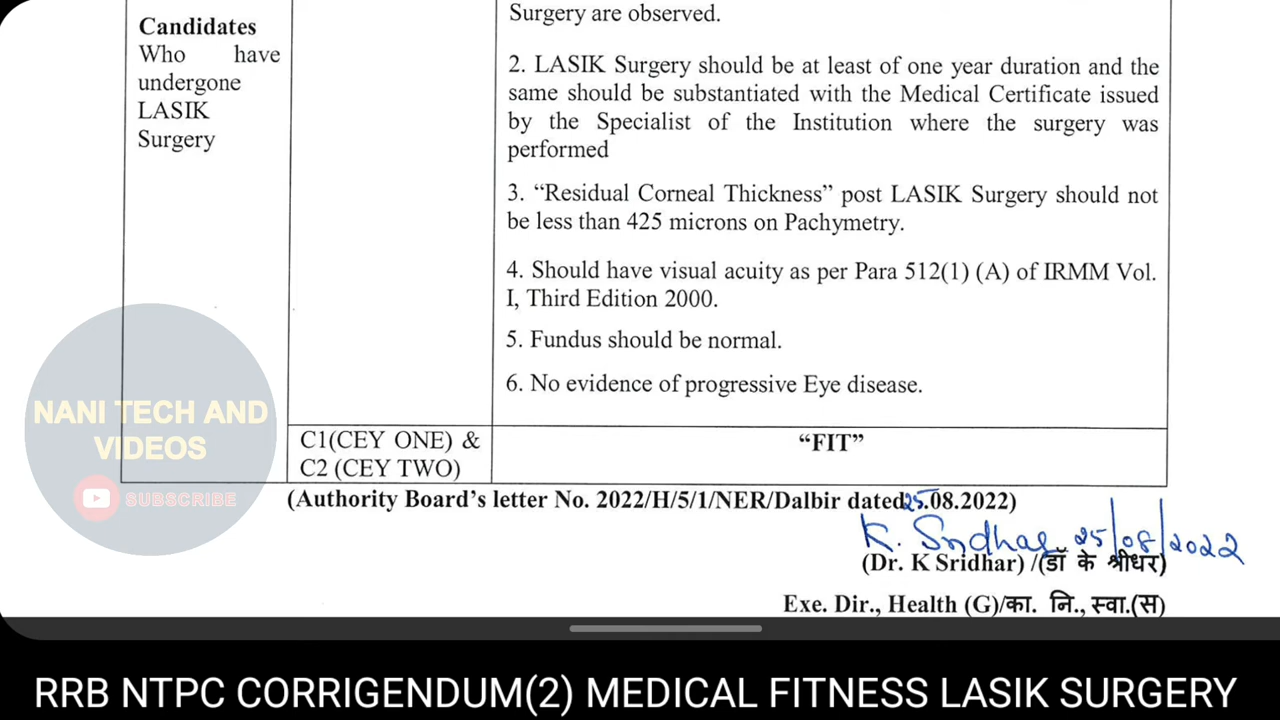 Surgery are observed.
Candidates
Who have
undergone
LASIK
Surgery
2. LASIK Surgery should be at least of one year duration and the
same should be substantiated with the Medical Certificate issued
by the Specialist of the Institution where the surgery was
performed
3. “Residual Corneal Thickness” post LASIK Surgery should not
be less than 425 microns on Pachymetry.
4. Should have visual acuity as per Para 512(1) (A) of IRMM Vol.
I, Third Edition 2000.
5. Fundus should be normal.
6. No evidence of progressive Eye disease.
NANI TECH AND
VIDEOS
SUBSCRIBE
C1(CEY ONE) &
C2 (CEY TWO)
“FIT”
(Authority Board’s letter No. 2022/H/5/1/NER/Dalbir dated 25.08.2022)
K. Sridhar 25/08/2022
(Dr. K Sridhar) /(डॉ के श्रीधर)
Exe. Dir., Health (G)/का. नि., स्वा.(स)
RRB NTPC CORRIGENDUM(2) MEDICAL FITNESS LASIK SURGERY